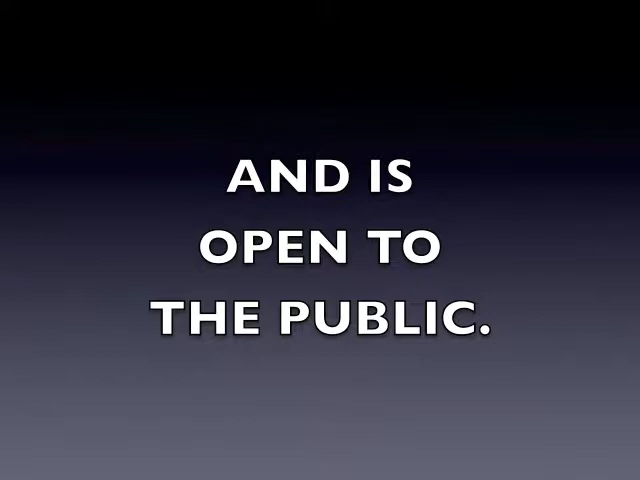 AND IS
OPEN TO
THE PUBLIC.